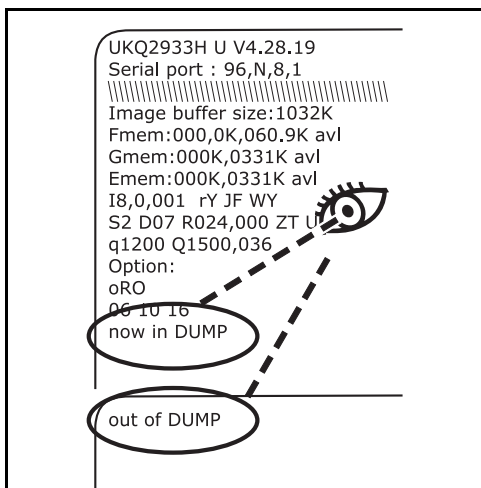 UKQ2933H U V4.28.19
Serial port : 96,N,8,1
\\\\\\\\\\\\\\\\\\\\\\\\\\\\\\\\\\\\\\\\\\\\\\\\
Image buffer size:1032K
Fmem:000,0K,060.9K avl
Gmem:000K,0331K avl
Emem:000K,0331K avl
I8,0,001 rY JF WY
S2 D07 R024,000 ZT U
q1200 Q1500,036
Option:
oRO
06 10 16
now in DUMP
out of DUMP